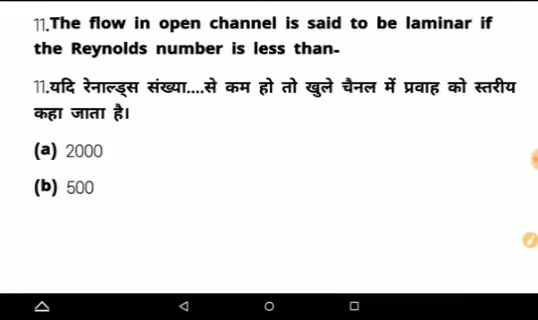 11.The flow in open channel is said to be laminar if
the Reynolds number is less than-
11.यदि रेनाल्ड्स संख्या....से कम हो तो खुले चैनल में प्रवाह को स्तरीय
कहा जाता है।
(a) 2000
(b) 500